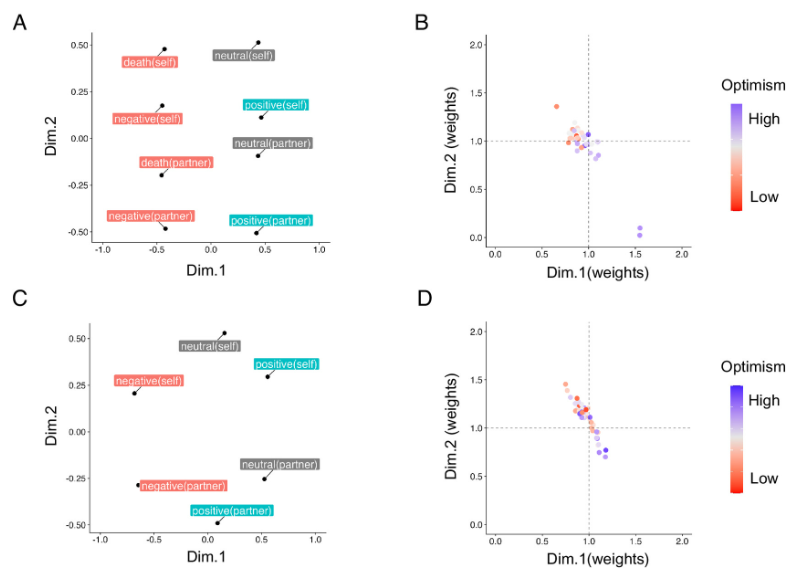 A
0.50
0.25
0.00
-0.25
-0.50
Dim.2
death(self)
neutral(self)
negative(self)
positive(self)
neutral(partner)
death(partner)
negative(partner)
positive(partner)
-1.0
-0.5
0.0
0.5
1.0
Dim.1
B
2.0
1.5
1.0
0.5
0.0
Dim.2 (weights)
0.0
0.5
1.0
1.5
2.0
Dim.1(weights)
Optimism
High
Low
C
0.50
0.25
0.00
-0.25
-0.50
Dim.2
neutral(self)
positive(self)
negative(self)
neutral(partner)
negative(partner)
positive(partner)
-1.0
-0.5
0.0
0.5
1.0
Dim.1
D
2.0
1.5
1.0
0.5
0.0
Dim.2 (weights)
0.0
0.5
1.0
1.5
2.0
Dim.1(weights)
Optimism
High
Low